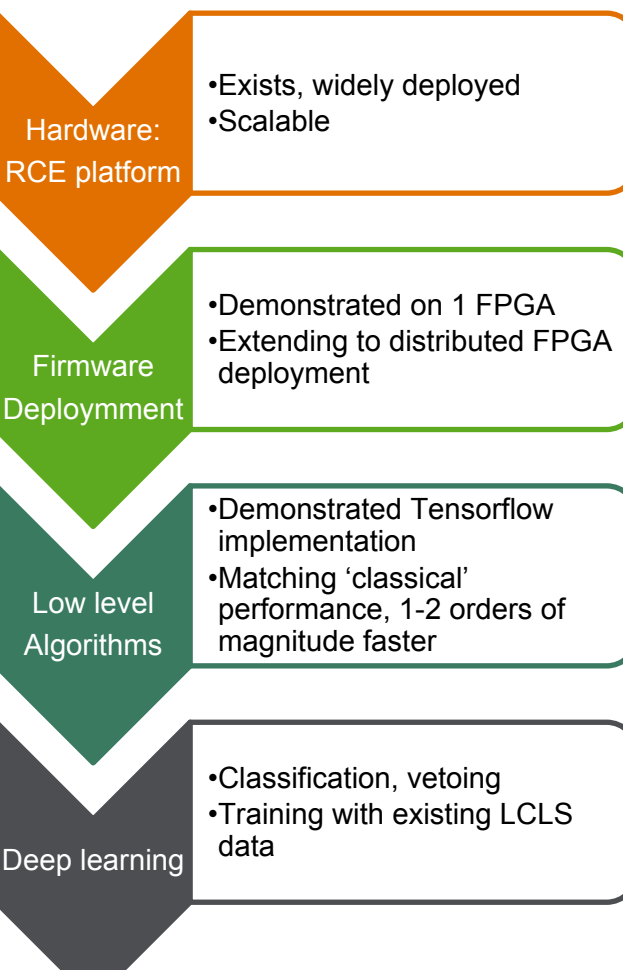 Hardware:
RCE platform
•Exists, widely deployed
•Scalable
Firmware
Deploymment
•Demonstrated on 1 FPGA
•Extending to distributed FPGA
deployment
Low level
Algorithms
•Demonstrated Tensorflow
implementation
•Matching ‘classical’
performance, 1-2 orders of
magnitude faster
Deep learning
•Classification, vetoing
•Training with existing LCLS
data